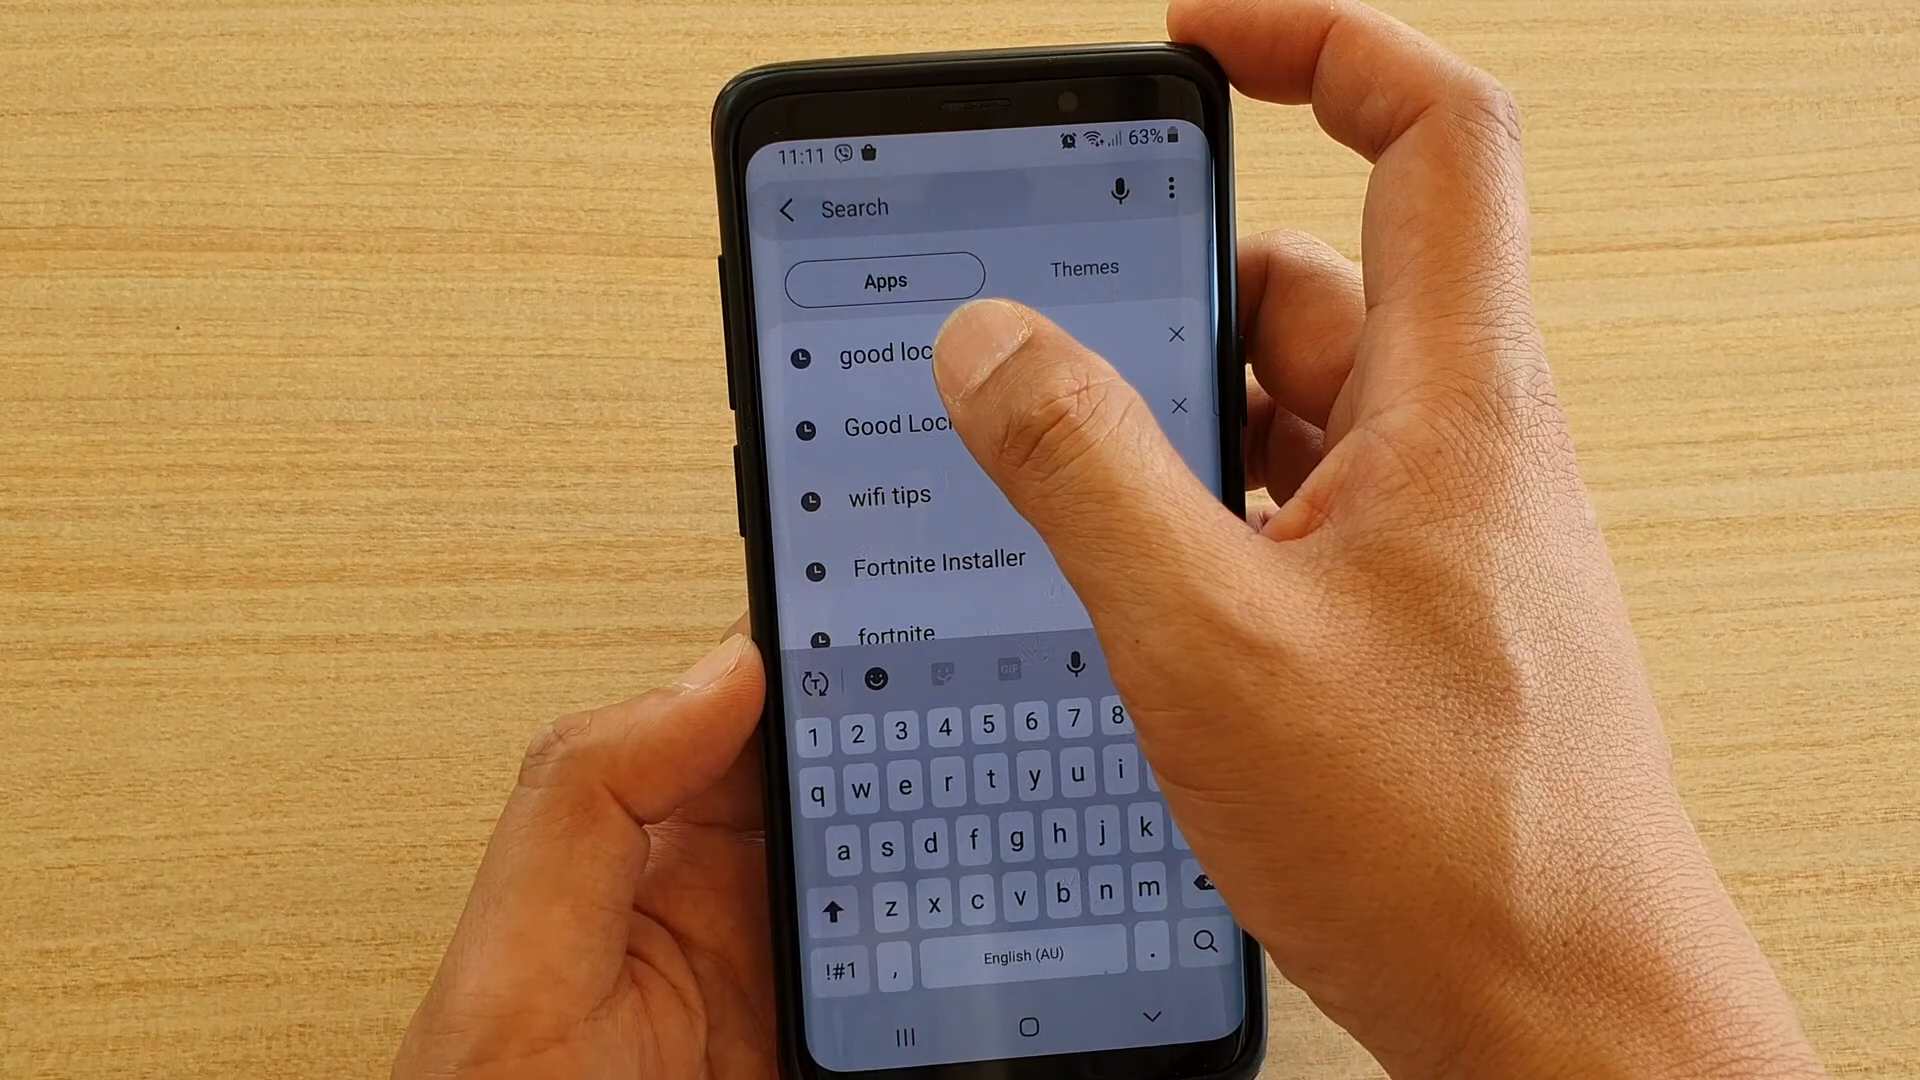 11:11 63%
Search
Apps Themes
good loc
Good Loc
wifi tips
Fortnite Installer
fortnite
GIF
1 2 3 4 5 6 7 8
q w e r t y u i
a s d f g h j k
z x c v b n m
!#1 , English (AU) .